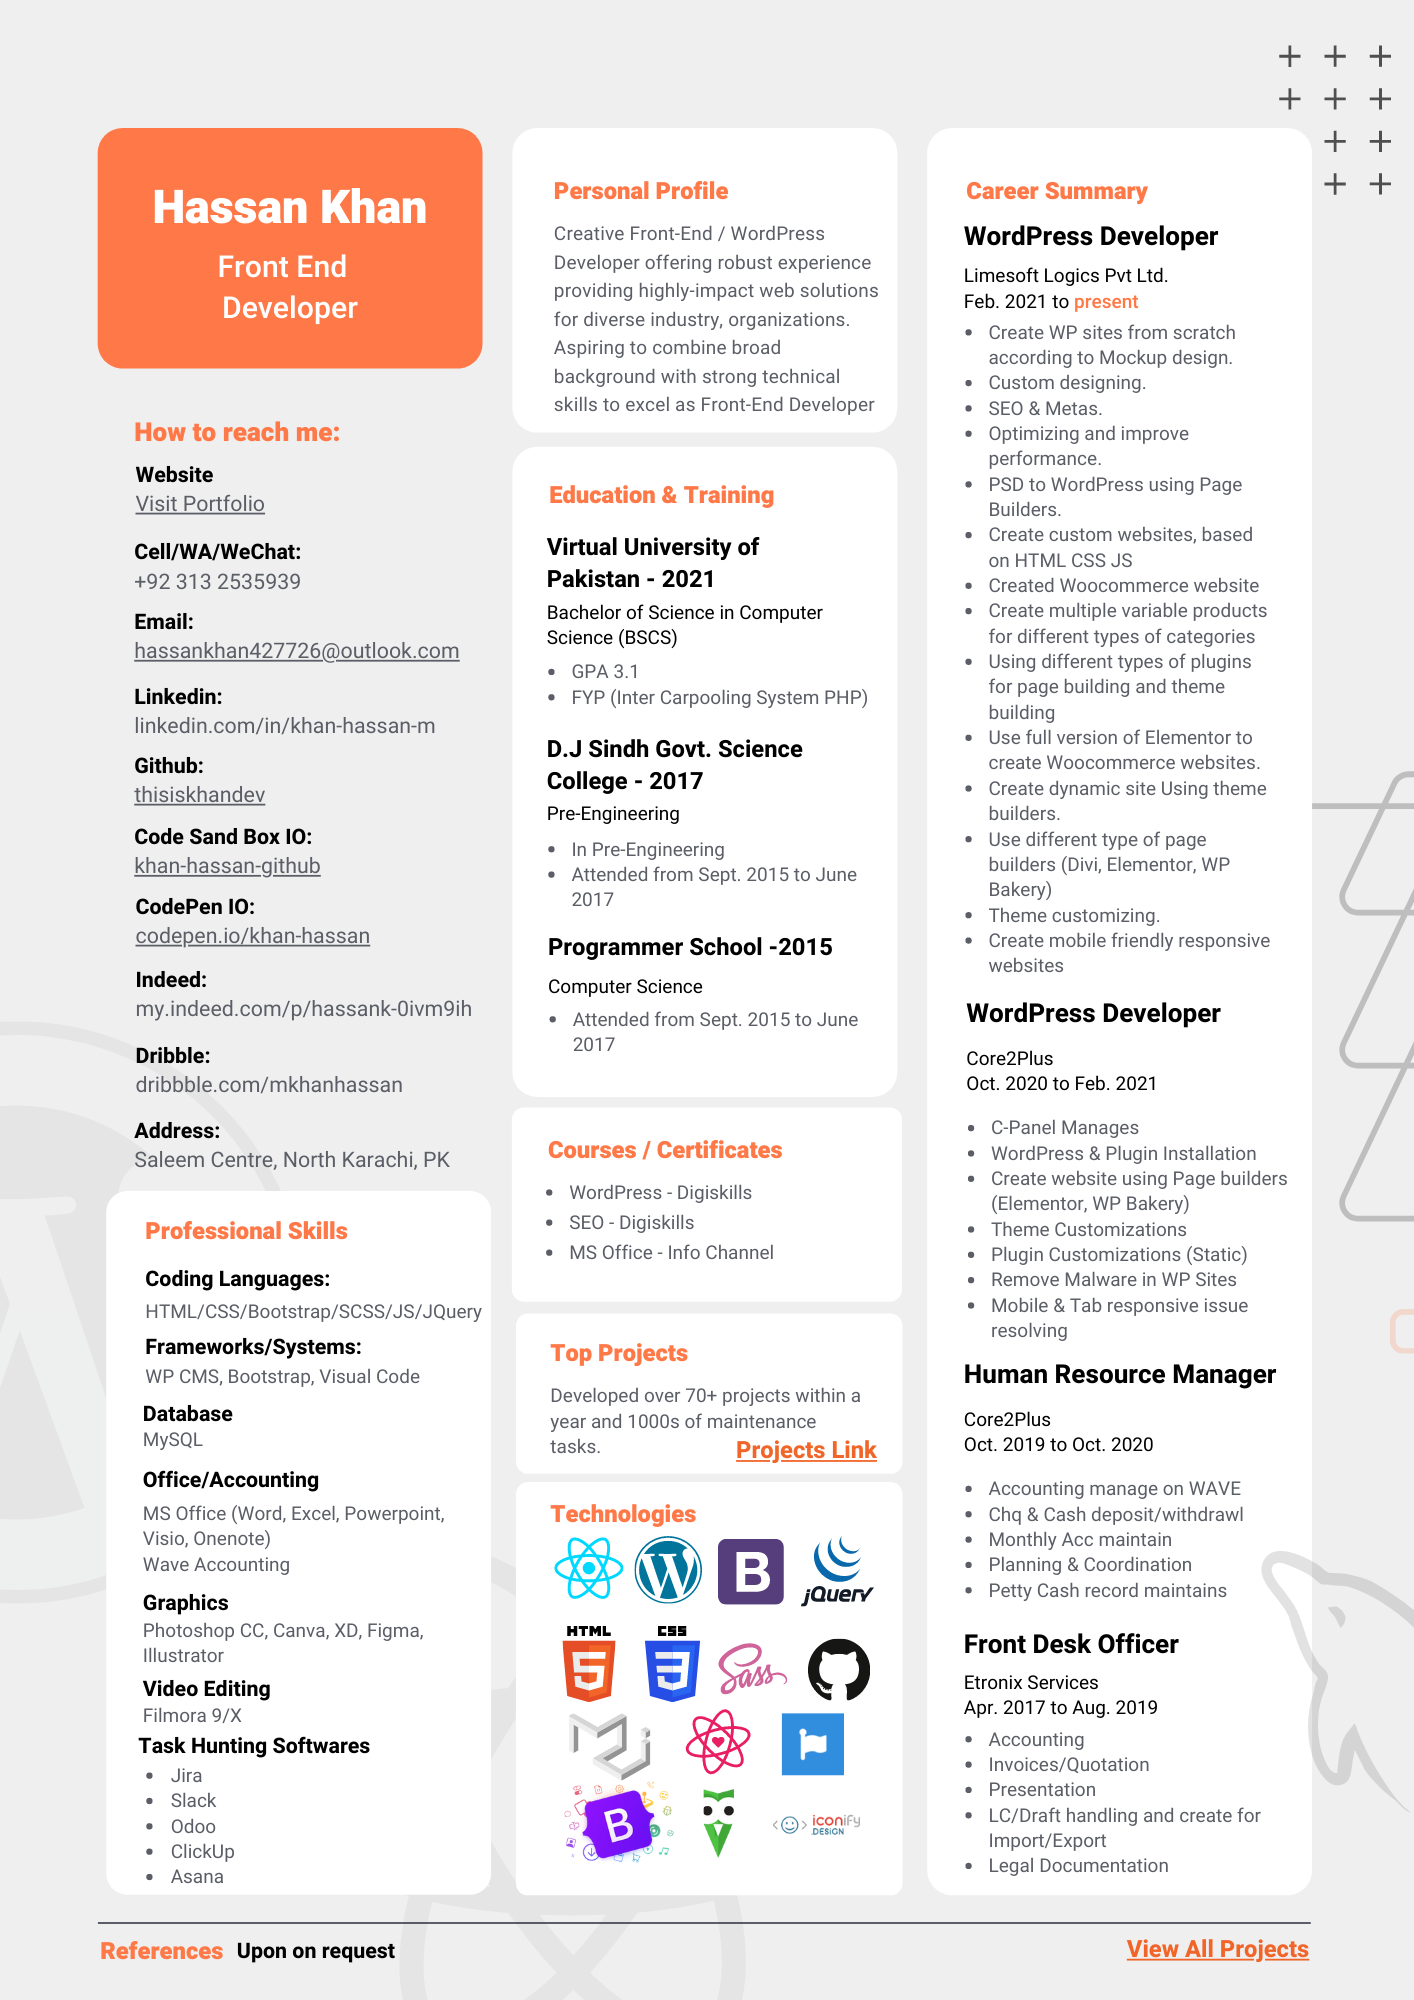 Hassan Khan
Front End
Developer
How to reach me:
Website
Visit Portfolio
Cell/WA/WeChat:
+92 313 2535939
Email:
hassankhan427726@outlook.com
Linkedin:
linkedin.com/in/khan-hassan-m
Github:
thisiskhandev
Code Sand Box IO:
khan-hassan-github
CodePen IO:
codepen.io/khan-hassan
Indeed:
my.indeed.com/p/hassank-0ivm9ih
Dribble:
dribbble.com/mkhanhassan
Address:
Saleem Centre, North Karachi, PK
Professional Skills
Coding Languages:
HTML/CSS/Bootstrap/SCSS/JS/JQuery
Frameworks/Systems:
WP CMS, Bootstrap, Visual Code
Database
MySQL
Office/Accounting
MS Office (Word, Excel, Powerpoint,
Visio, Onenote)
Wave Accounting
Graphics
Photoshop CC, Canva, XD, Figma,
Illustrator
Video Editing
Filmora 9/X
Task Hunting Softwares
• Jira
• Slack
• Odoo
• ClickUp
• Asana
Personal Profile
Creative Front-End / WordPress
Developer offering robust experience
providing highly-impact web solutions
for diverse industry, organizations.
Aspiring to combine broad
background with strong technical
skills to excel as Front-End Developer
Education & Training
Virtual University of
Pakistan - 2021
Bachelor of Science in Computer
Science (BSCS)
• GPA 3.1
• FYP (Inter Carpooling System PHP)
D.J Sindh Govt. Science
College - 2017
Pre-Engineering
• In Pre-Engineering
• Attended from Sept. 2015 to June
2017
Programmer School -2015
Computer Science
• Attended from Sept. 2015 to June
2017
Courses / Certificates
• WordPress - Digiskills
• SEO - Digiskills
• MS Office - Info Channel
Top Projects
Developed over 70+ projects within a
year and 1000s of maintenance
tasks.
Projects Link
Technologies
W B jQuery
HTML CSS
5 3 Sass
B iconify
.DESIGN
Career Summary
WordPress Developer
Limesoft Logics Pvt Ltd.
Feb. 2021 to present
• Create WP sites from scratch
according to Mockup design.
• Custom designing.
• SEO & Metas.
• Optimizing and improve
performance.
• PSD to WordPress using Page
Builders.
• Create custom websites, based
on HTML CSS JS
• Created Woocommerce website
• Create multiple variable products
for different types of categories
• Using different types of plugins
for page building and theme
building
• Use full version of Elementor to
create Woocommerce websites.
• Create dynamic site Using theme
builders.
• Use different type of page
builders (Divi, Elementor, WP
Bakery)
• Theme customizing.
• Create mobile friendly responsive
websites
WordPress Developer
Core2Plus
Oct. 2020 to Feb. 2021
• C-Panel Manages
• WordPress & Plugin Installation
• Create website using Page builders
(Elementor, WP Bakery)
• Theme Customizations
• Plugin Customizations (Static)
• Remove Malware in WP Sites
• Mobile & Tab responsive issue
resolving
Human Resource Manager
Core2Plus
Oct. 2019 to Oct. 2020
• Accounting manage on WAVE
• Chq & Cash deposit/withdrawl
• Monthly Acc maintain
• Planning & Coordination
• Petty Cash record maintains
Front Desk Officer
Etronix Services
Apr. 2017 to Aug. 2019
• Accounting
• Invoices/Quotation
• Presentation
• LC/Draft handling and create for
Import/Export
• Legal Documentation
References Upon on request
View All Projects